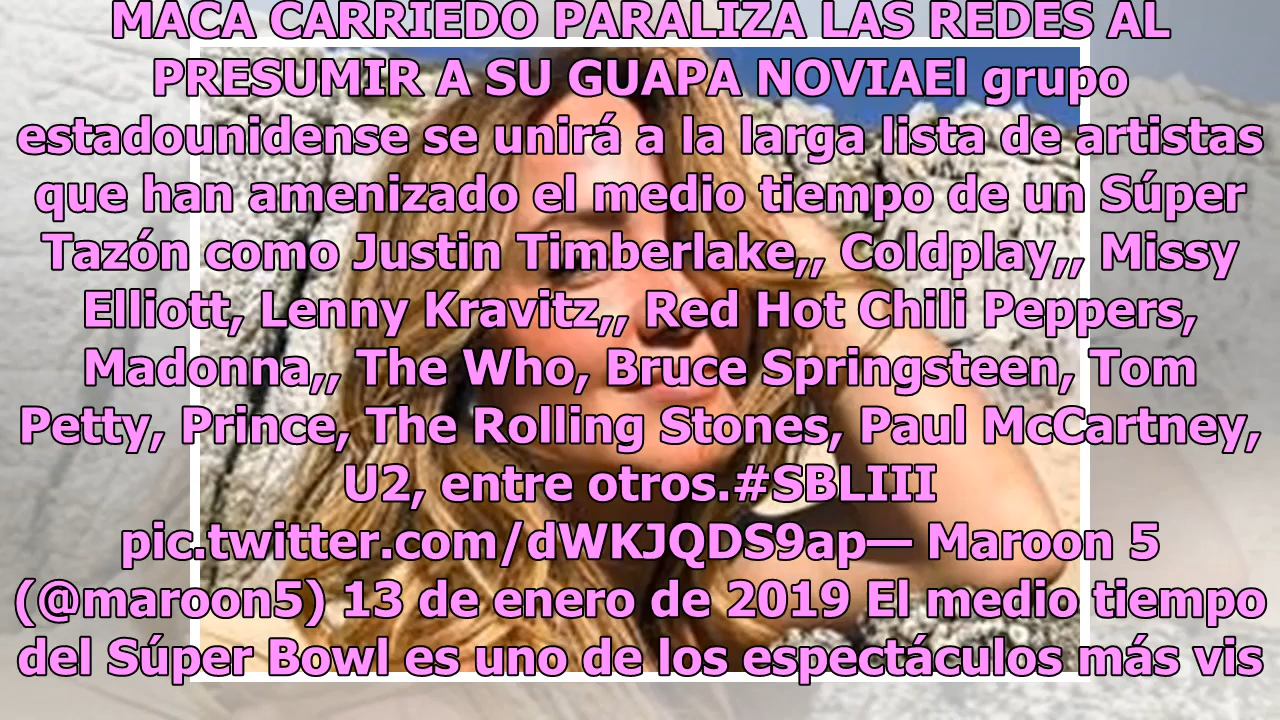 MACA CARRIEDO PARALIZA LAS REDES AL
PRESUMIR A SU GUAPA NOVIAEl grupo
estadounidense se unirá a la larga lista de artistas
que han amenizado el medio tiempo de un Súper
Tazón como Justin Timberlake,, Coldplay,, Missy
Elliott, Lenny Kravitz,, Red Hot Chili Peppers,
Madonna,, The Who, Bruce Springsteen, Tom
Petty, Prince, The Rolling Stones, Paul McCartney,
U2, entre otros.#SBLIII
pic.twitter.com/dWKJQDS9ap— Maroon 5
(@maroon5) 13 de enero de 2019 El medio tiempo
del Súper Bowl es uno de los espectáculos más vis